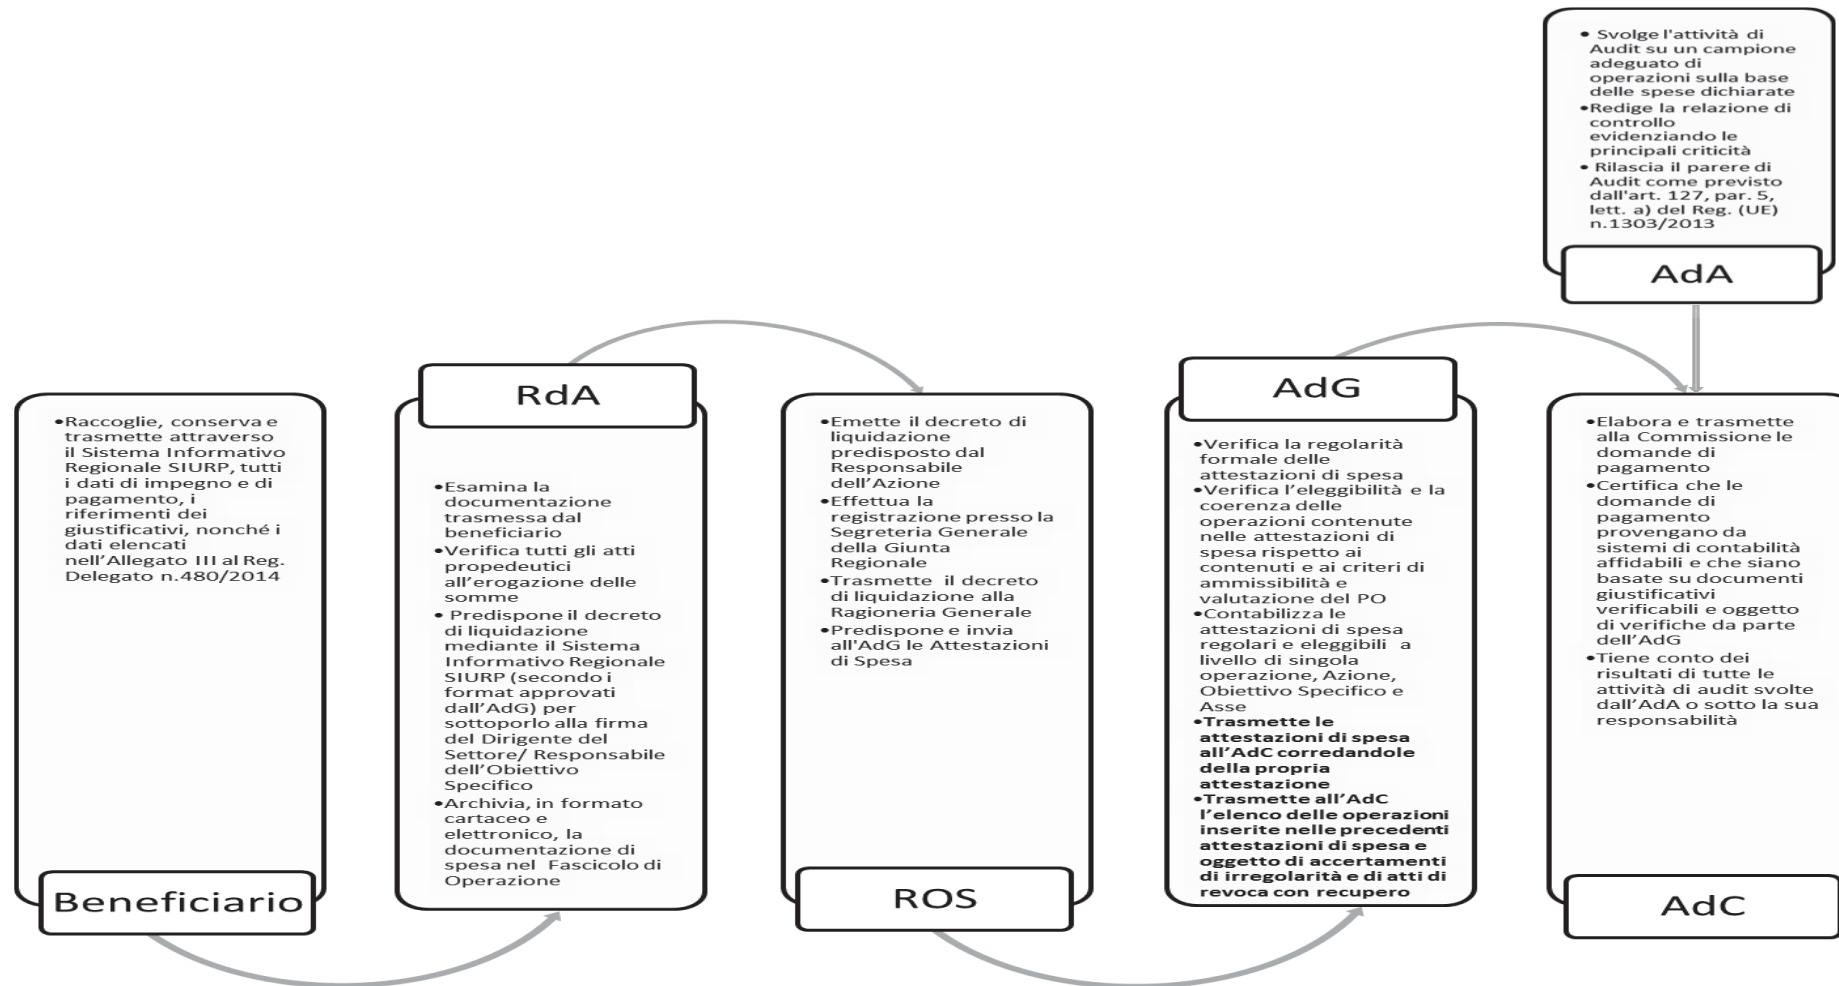 •Raccoglie, conserva e
trasmette attraverso
il Sistema Informativo
Regionale SIURP, tutti
i dati di impegno e di
pagamento, i
riferimenti dei
giustificativi, nonché i
dati elencati
nell'Allegato III al Reg.
Delegato n.480/2014
Beneficiario
RdA
•Esamina la
documentazione
trasmessa dal
beneficiario
•Verifica tutti gli atti
propedeutici
all'erogazione delle
somme
• Predispone il decreto
di liquidazione
mediante il Sistema
Informativo Regionale
SIURP (secondo i
format approvati
dall'AdG) per
sottoporlo alla firma
del Dirigente del
Settore/ Responsabile
dell'Obiettivo
Specifico
•Archivia, in formato
cartaceo e
elettronico, la
documentazione di
spesa nel Fascicolo di
Operazione
•Emette il decreto di
liquidazione
predisposto dal
Responsabile
dell'Azione
•Effettua la
registrazione presso la
Segreteria Generale
della Giunta
Regionale
•Trasmette il decreto
di liquidazione alla
Ragioneria Generale
•Predispone e invia
all'AdG le Attestazioni
di Spesa
ROS
AdG
•Verifica la regolarità
formale delle
attestazioni di spesa
•Verifica l'eleggibilità e la
coerenza delle
operazioni contenute
nelle attestazioni di
spesa rispetto ai
contenuti e ai criteri di
ammissibilità e
valutazione del PO
•Contabilizza le
attestazioni di spesa
regolari e eleggibili a
livello di singola
operazione, Azione,
Obiettivo Specifico e
Asse
•Trasmette le
attestazioni di spesa
all'AdC corredandole
della propria
attestazione
•Trasmette all'AdC
l'elenco delle operazioni
inserite nelle precedenti
attestazioni di spesa e
oggetto di accertamenti
di irregolarità e di atti di
revoca con recupero
• Svolge l'attività di
Audit su un campione
adeguato di
operazioni sulla base
delle spese dichiarate
•Redige la relazione di
controllo
evidenziando le
principali criticità
• Rilascia il parere di
Audit come previsto
dall'art. 127, par. 5,
lett. a) del Reg. (UE)
n.1303/2013
AdA
•Elabora e trasmette
alla Commissione le
domande di
pagamento
•Certifica che le
domande di
pagamento
provengano da
sistemi di contabilità
affidabili e che siano
basate su documenti
giustificativi
verificabili e oggetto
di verifiche da parte
dell'AdG
•Tiene conto dei
risultati di tutte le
attività di audit svolte
dall'AdA o sotto la sua
responsabilità
AdC